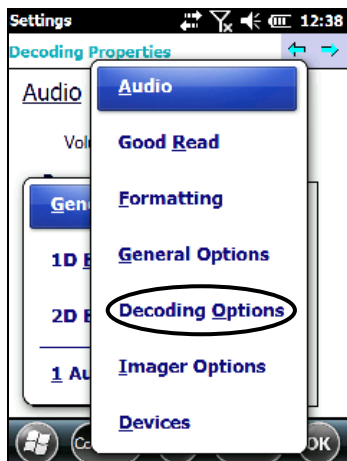 Settings 12:38
Decoding Properties
Audio
Audio
Good Read
Formatting
General Options
Decoding Options
Imager Options
Devices
1D
2D
1
OK